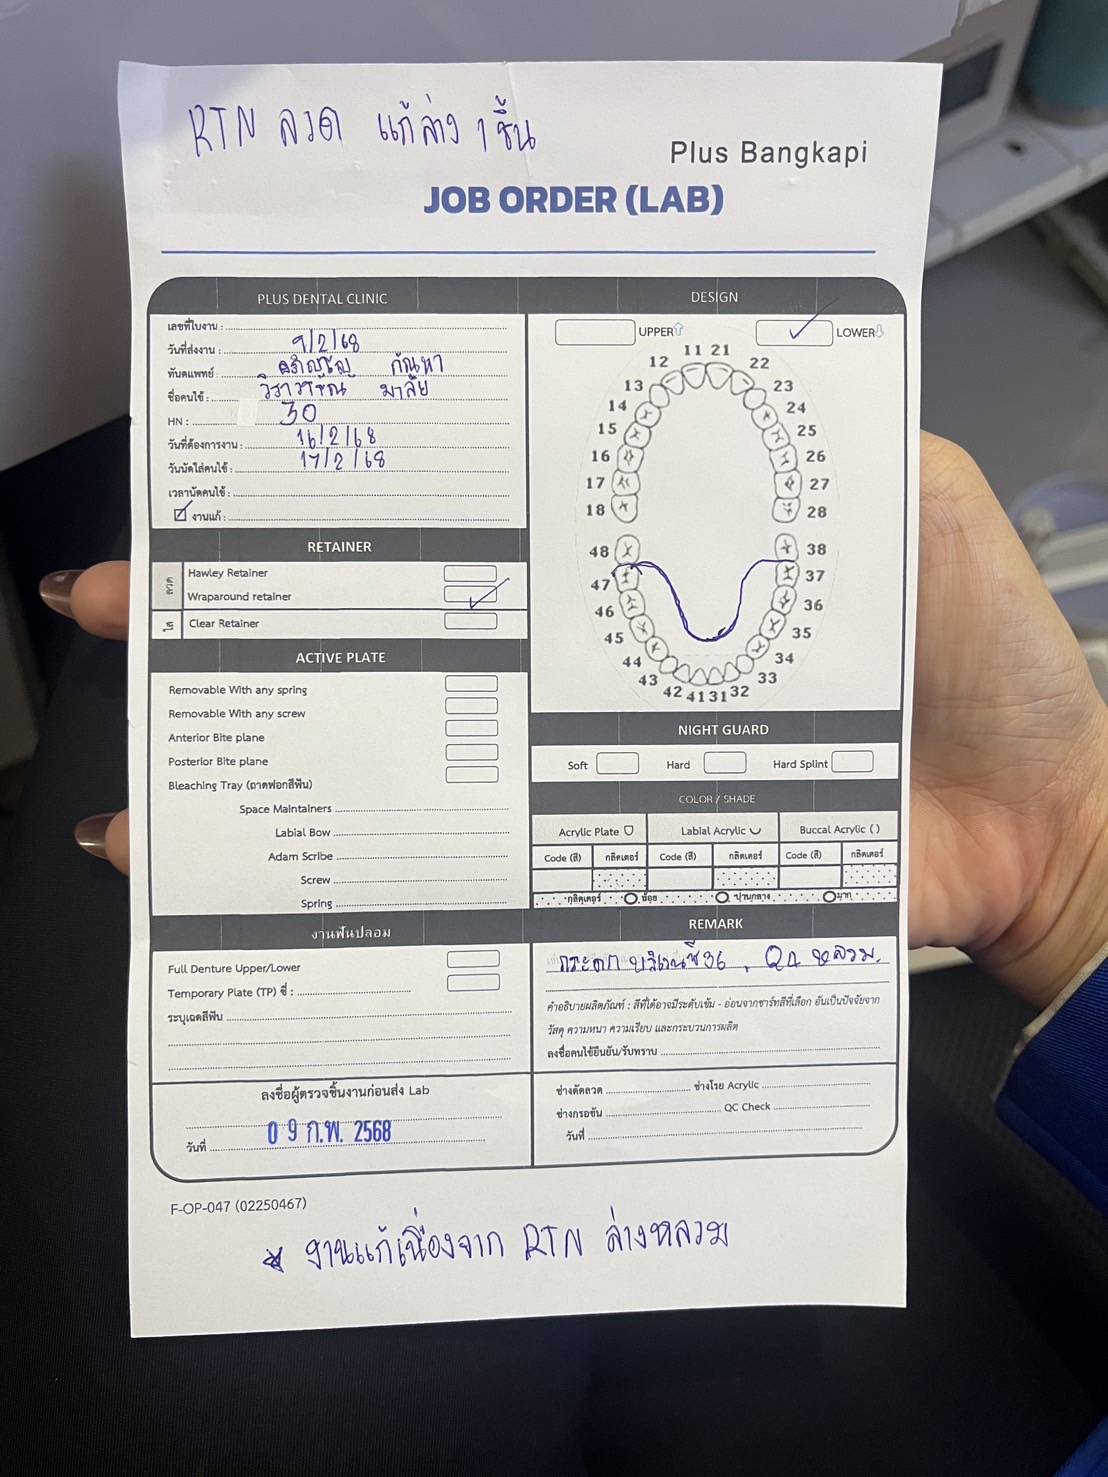 RTN ลวด แก้ล่าง 1 ชิ้น
Plus Bangkapi
JOB ORDER (LAB)
PLUS DENTAL CLINIC
เลขที่ใบงาน :
วันที่ส่งงาน : 9/2/68
ทันตแพทย์ : กัณหา
ชื่อคนไข้ : มาลัย
HN : 30
วันที่ต้องการงาน : 16/2/68
วันนัดใส่คนไข้ : 17/2/68
เวลานัดคนไข้ :
งานแก้ :
DESIGN
UPPER
LOWER
11 21
12 22
13 23
14 24
15 25
16 26
17 27
18 28
48 38
47 37
46 36
45 35
44 34
43 33
42 41 31 32
RETAINER
ลวด
Hawley Retainer
Wraparound retainer
ใส
Clear Retainer
ACTIVE PLATE
Removable With any spring
Removable With any screw
Anterior Bite plane
Posterior Bite plane
Bleaching Tray (ถาดฟอกสีฟัน)
Space Maintainers
Labial Bow
Adam Scribe
Screw
Spring
NIGHT GUARD
Soft Hard Hard Splint
COLOR / SHADE
Acrylic Plate Labial Acrylic Buccal Acrylic ( )
Code (สี) กลิตเตอร์ Code (สี) กลิตเตอร์ Code (สี) กลิตเตอร์
กลิตเตอร์ น้อย ปานกลาง มาก
งานฟันปลอม
Full Denture Upper/Lower
Temporary Plate (TP) ซี่ :
ระบุเฉดสีฟัน
REMARK
กระดก บริเวณซี่ 36 , หลวม.
คำอธิบายผลิตภัณฑ์ : สีที่ได้อาจมีระดับเข้ม - อ่อนจากชาร์ทสีที่เลือก อันเป็นปัจจัยจาก
วัสดุ ความหนา ความเรียบ และกระบวนการผลิต
ลงชื่อคนไข้ยืนยัน/รับทราบ
ลงชื่อผู้ตรวจชิ้นงานก่อนส่ง Lab
วันที่ 09 ก.พ. 2568
ช่างดัดลวด ช่างโรย Acrylic
ช่างกรอขัน QC Check
วันที่
F-OP-047 (02250467)
* งานแก้เนื่องจาก RTN ล่างหลวม